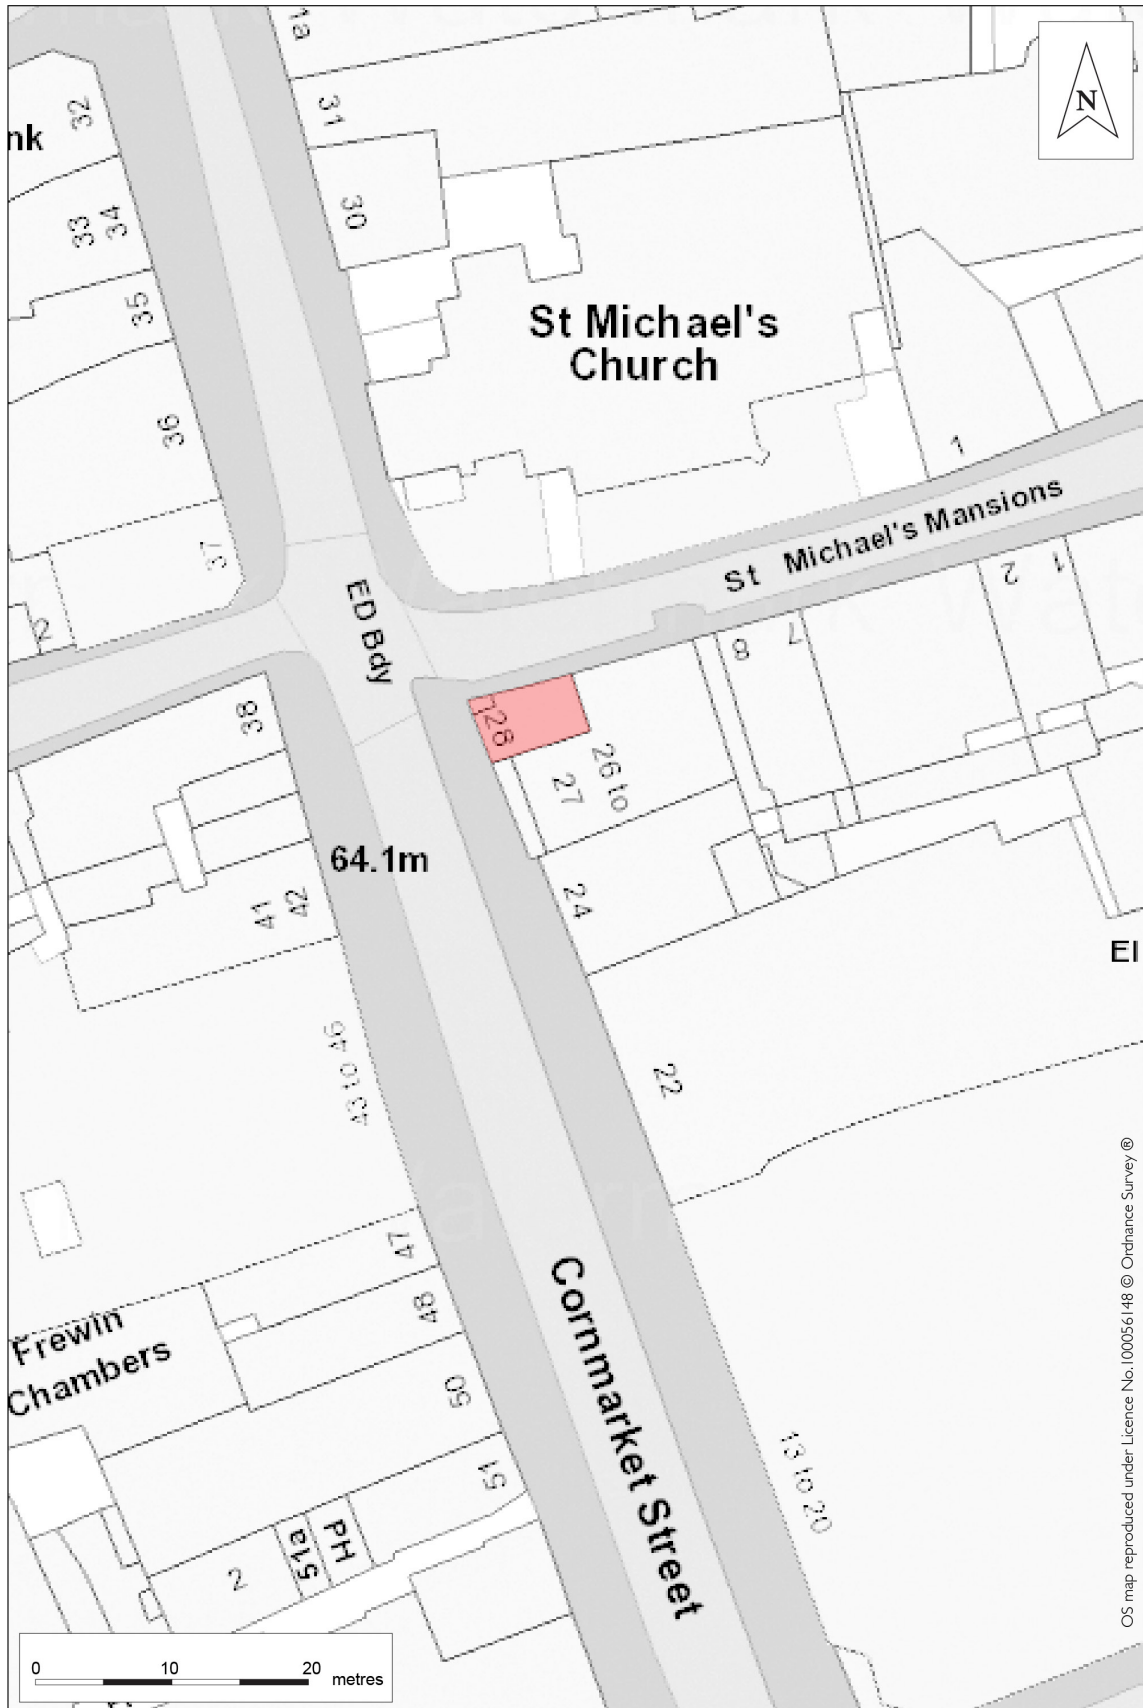 1a
31
32
nk
N
34
33
30
35
St Michael's
Church
36
1
St Michael's Mansions
37
2
ED Bdy
1
2
7
8
38
28
26 to
27
64.1m
24
42
41
El
43 to 46
22
47
Frewin
Chambers
48
50
Cornmarket Street
51
13 to 20
PH
51a
2
0 10 20 metres
OS map reproduced under Licence No.100056148 © Ordnance Survey ®